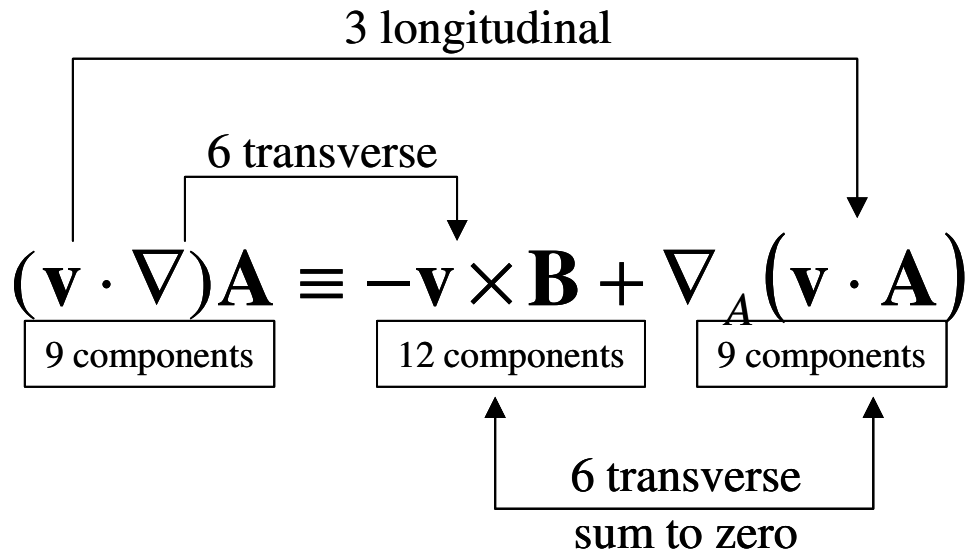 3 longitudinal
6 transverse
(v · ∇)A ≡ −v × B + ∇_A(v · A)
9 components 12 components 9 components
6 transverse
sum to zero